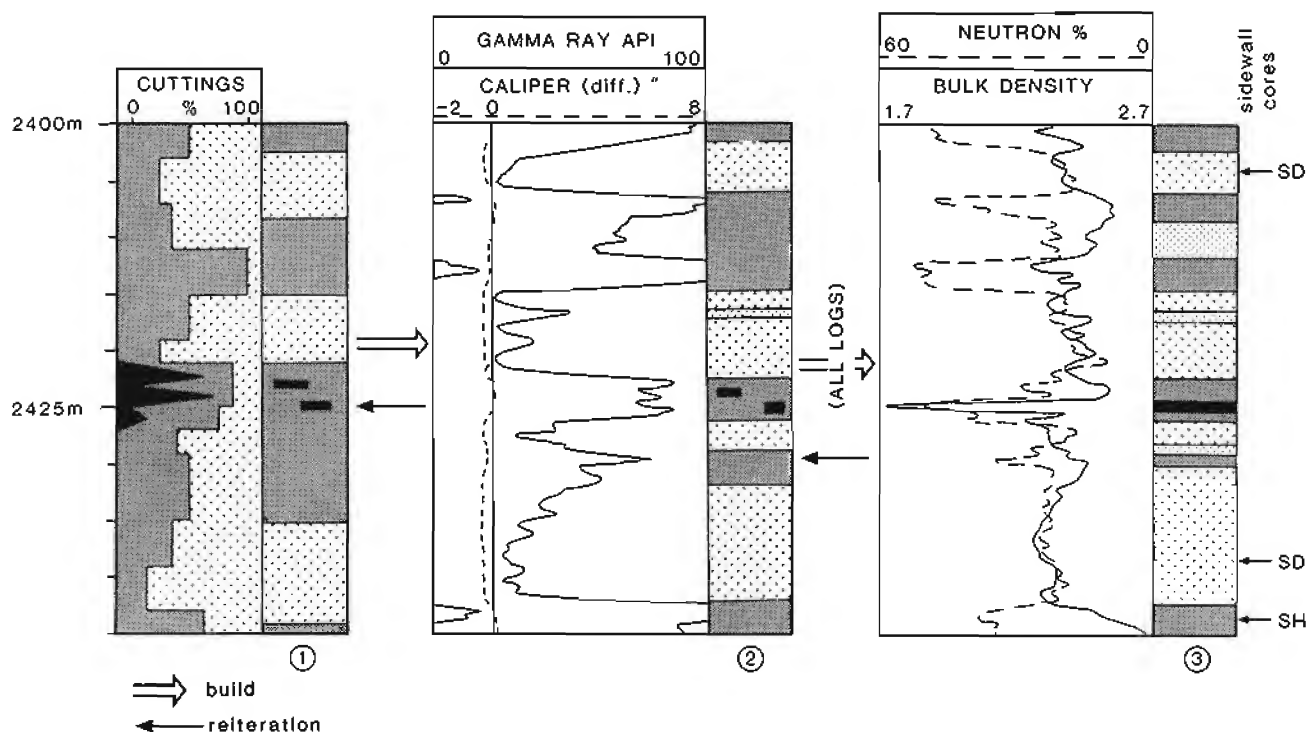 CUTTINGS
0 % 100
2400m
2425m
①
GAMMA RAY API
0 100
CALIPER (diff.) "
-2 0 8
②
(ALL LOGS)
NEUTRON %
60 0
BULK DENSITY
1.7 2.7
sidewall
cores
SD
SD
SH
③
build
reiteration